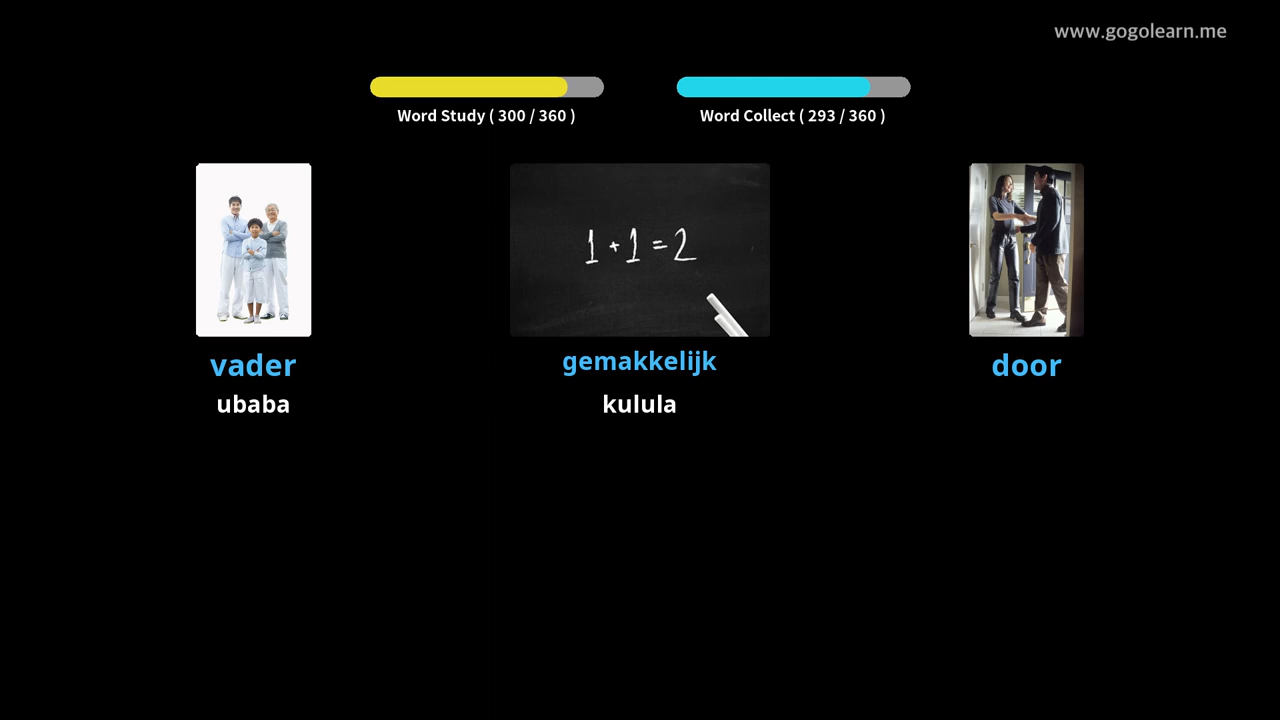 www.gogolearn.me
Word Study ( 300 / 360 )
Word Collect ( 293 / 360 )
1 + 1 = 2
vader
gemakkelijk
door
ubaba
kulula